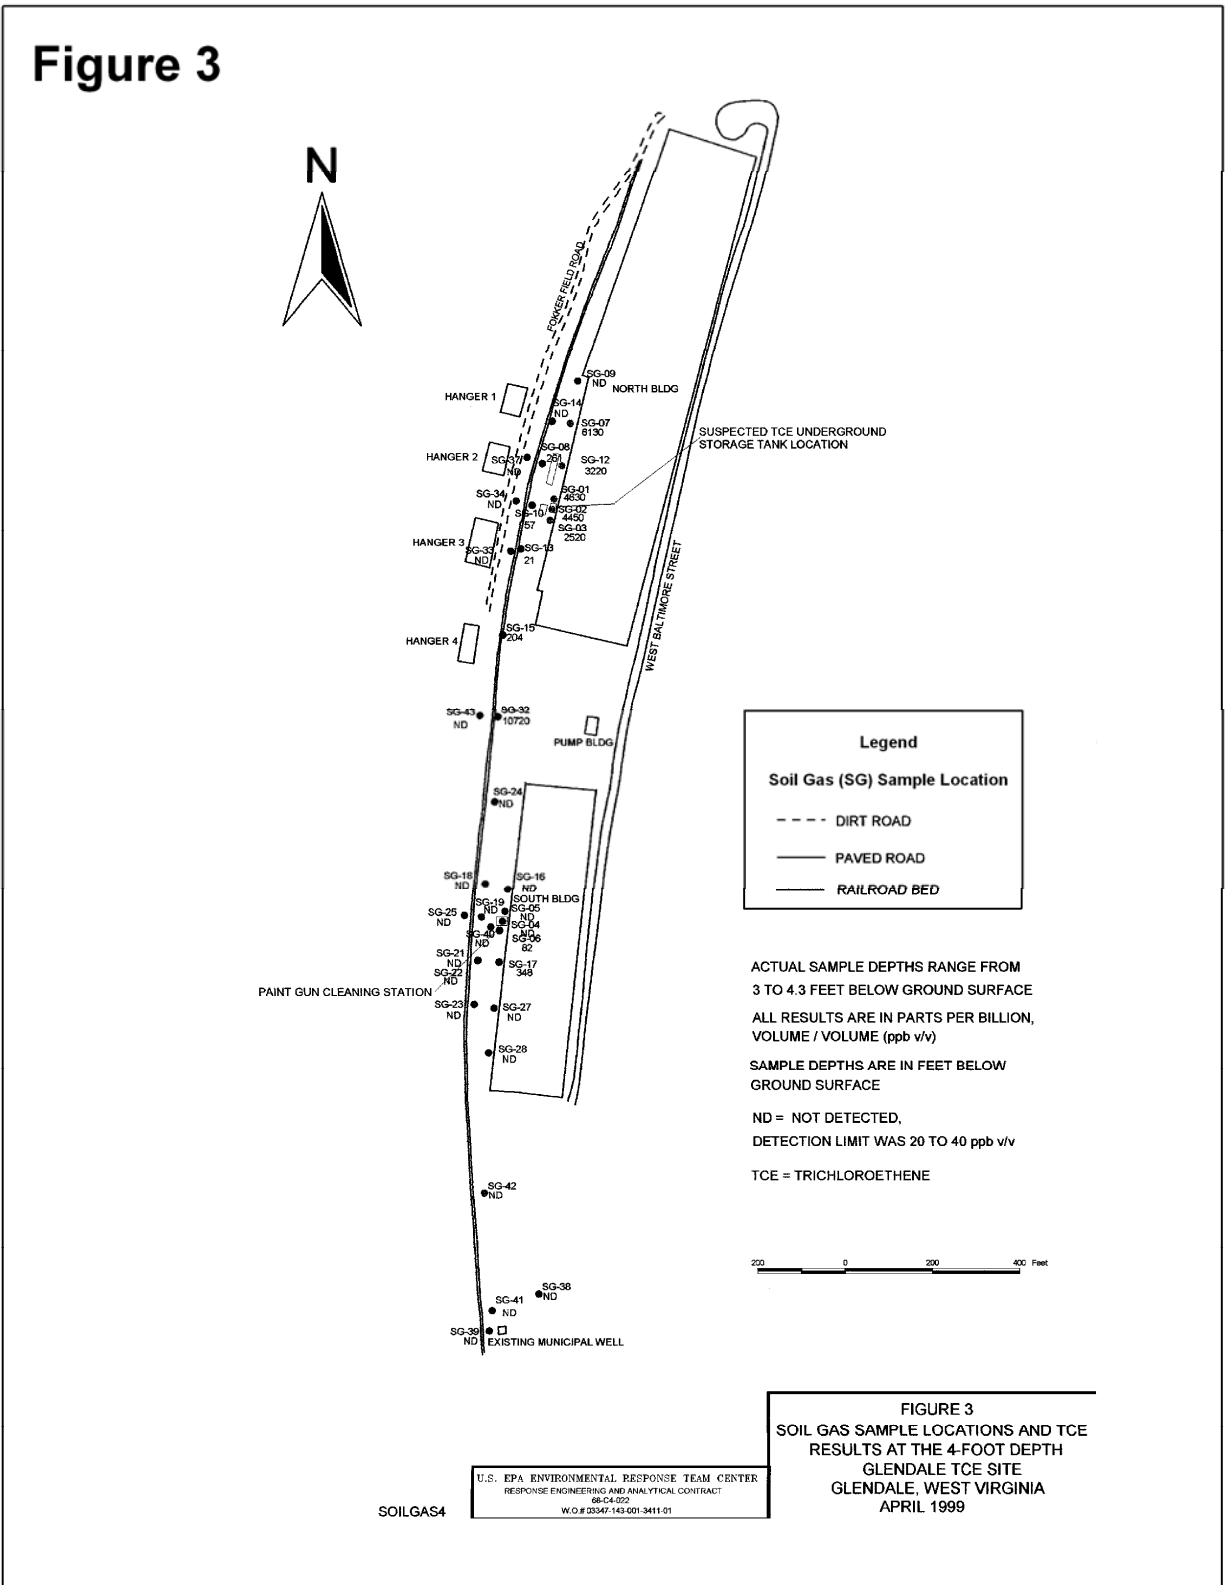 Figure 3
N
FOKKER FIELD ROAD
SG-09
ND
NORTH BLDG
HANGER 1
SG-14
ND
SG-07
6130
SUSPECTED TCE UNDERGROUND
STORAGE TANK LOCATION
HANGER 2
SG-37
ND
SG-08
261
SG-12
3220
SG-34
ND
SG-01
4630
SG-02
4450
SG-10
57
SG-03
2520
HANGER 3
SG-33
ND
SG-13
21
WEST BALTIMORE STREET
HANGER 4
SG-15
204
SG-43
ND
SG-32
10720
PUMP BLDG
SG-24
ND
SG-18
ND
SG-16
ND
SOUTH BLDG
SG-19
ND
SG-05
ND
SG-25
ND
SG-04
ND
SG-40
ND
SG-06
82
SG-21
ND
SG-17
348
SG-22
ND
PAINT GUN CLEANING STATION
SG-23
ND
SG-27
ND
SG-28
ND
SG-42
ND
SG-38
ND
SG-41
ND
SG-39
ND
EXISTING MUNICIPAL WELL
Legend
Soil Gas (SG) Sample Location
DIRT ROAD
PAVED ROAD
RAILROAD BED
ACTUAL SAMPLE DEPTHS RANGE FROM
3 TO 4.3 FEET BELOW GROUND SURFACE
ALL RESULTS ARE IN PARTS PER BILLION,
VOLUME / VOLUME (ppb v/v)
SAMPLE DEPTHS ARE IN FEET BELOW
GROUND SURFACE
ND = NOT DETECTED,
DETECTION LIMIT WAS 20 TO 40 ppb v/v
TCE = TRICHLOROETHENE
200 0 200 400 Feet
FIGURE 3
SOIL GAS SAMPLE LOCATIONS AND TCE
RESULTS AT THE 4-FOOT DEPTH
GLENDALE TCE SITE
GLENDALE, WEST VIRGINIA
APRIL 1999
U.S. EPA ENVIRONMENTAL RESPONSE TEAM CENTER
RESPONSE ENGINEERING AND ANALYTICAL CONTRACT
68-C4-022
W.O.# 03347-143-001-3411-01
SOILGAS4